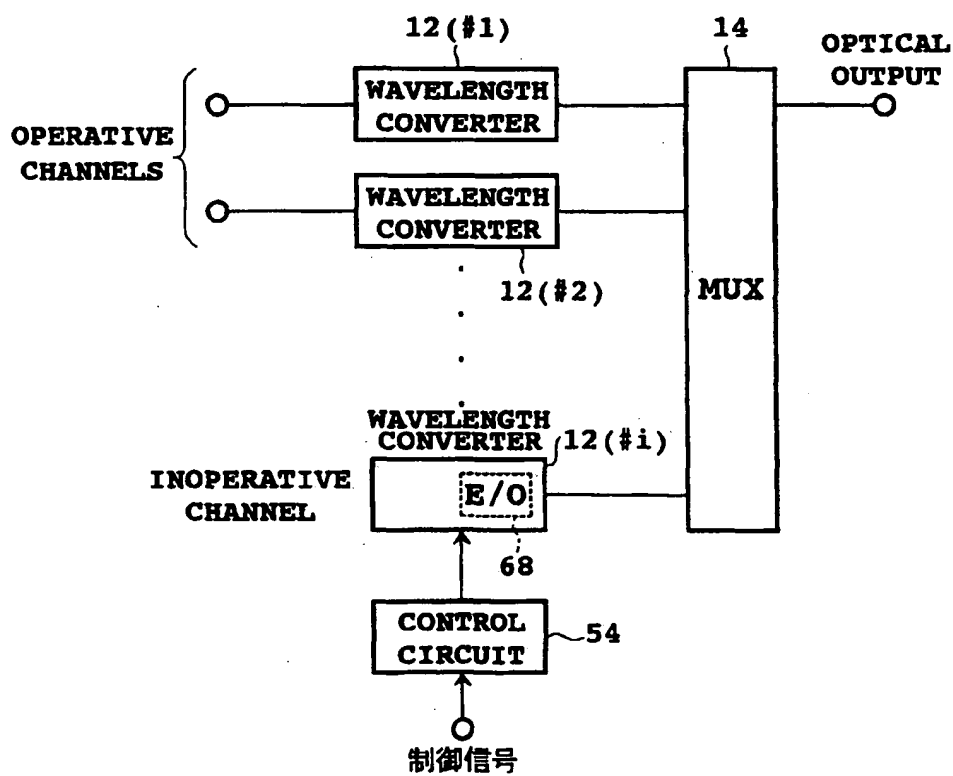 12(#1)
14
OPTICAL
OUTPUT
WAVELENGTH
CONVERTER
OPERATIVE
CHANNELS
WAVELENGTH
CONVERTER
12(#2)
MUX
WAVELENGTH
CONVERTER
12(#i)
INOPERATIVE
CHANNEL
E/O
68
CONTROL
CIRCUIT
54
制御信号